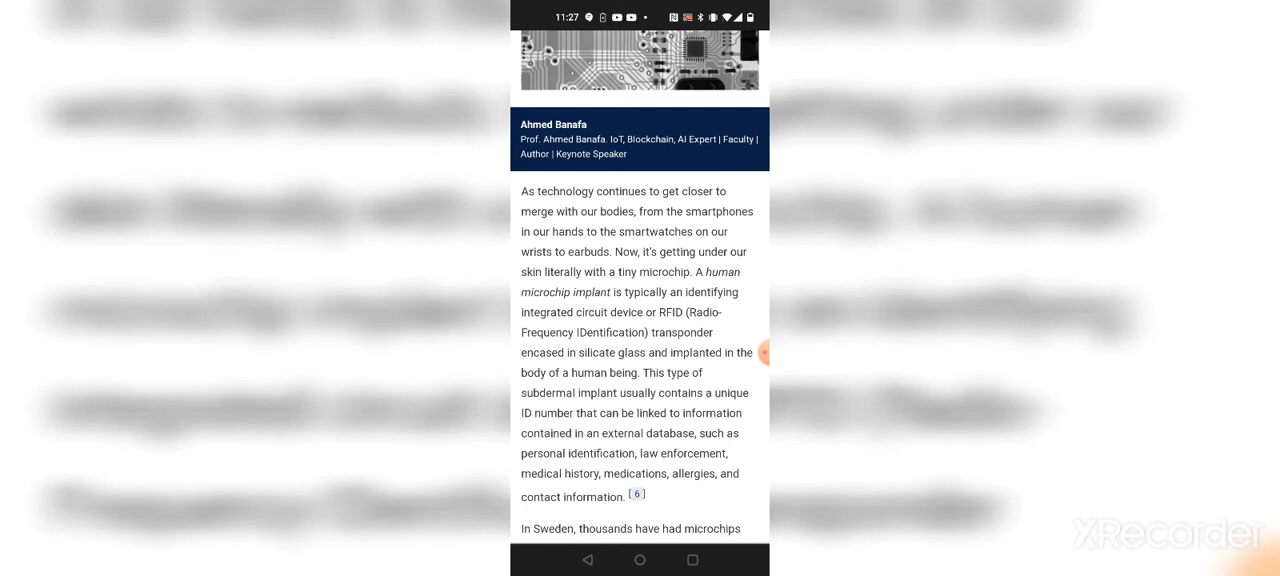 11:27
Ahmed Banafa
Prof. Ahmed Banafa. IoT, Blockchain, AI Expert | Faculty |
Author | Keynote Speaker
As technology continues to get closer to
merge with our bodies, from the smartphones
in our hands to the smartwatches on our
wrists to earbuds. Now, it's getting under our
skin literally with a tiny microchip. A human
microchip implant is typically an identifying
integrated circuit device or RFID (Radio-
Frequency IDentification) transponder
encased in silicate glass and implanted in the
body of a human being. This type of
subdermal implant usually contains a unique
ID number that can be linked to information
contained in an external database, such as
personal identification, law enforcement,
medical history, medications, allergies, and
contact information. [6]
In Sweden, thousands have had microchips
XRecorder